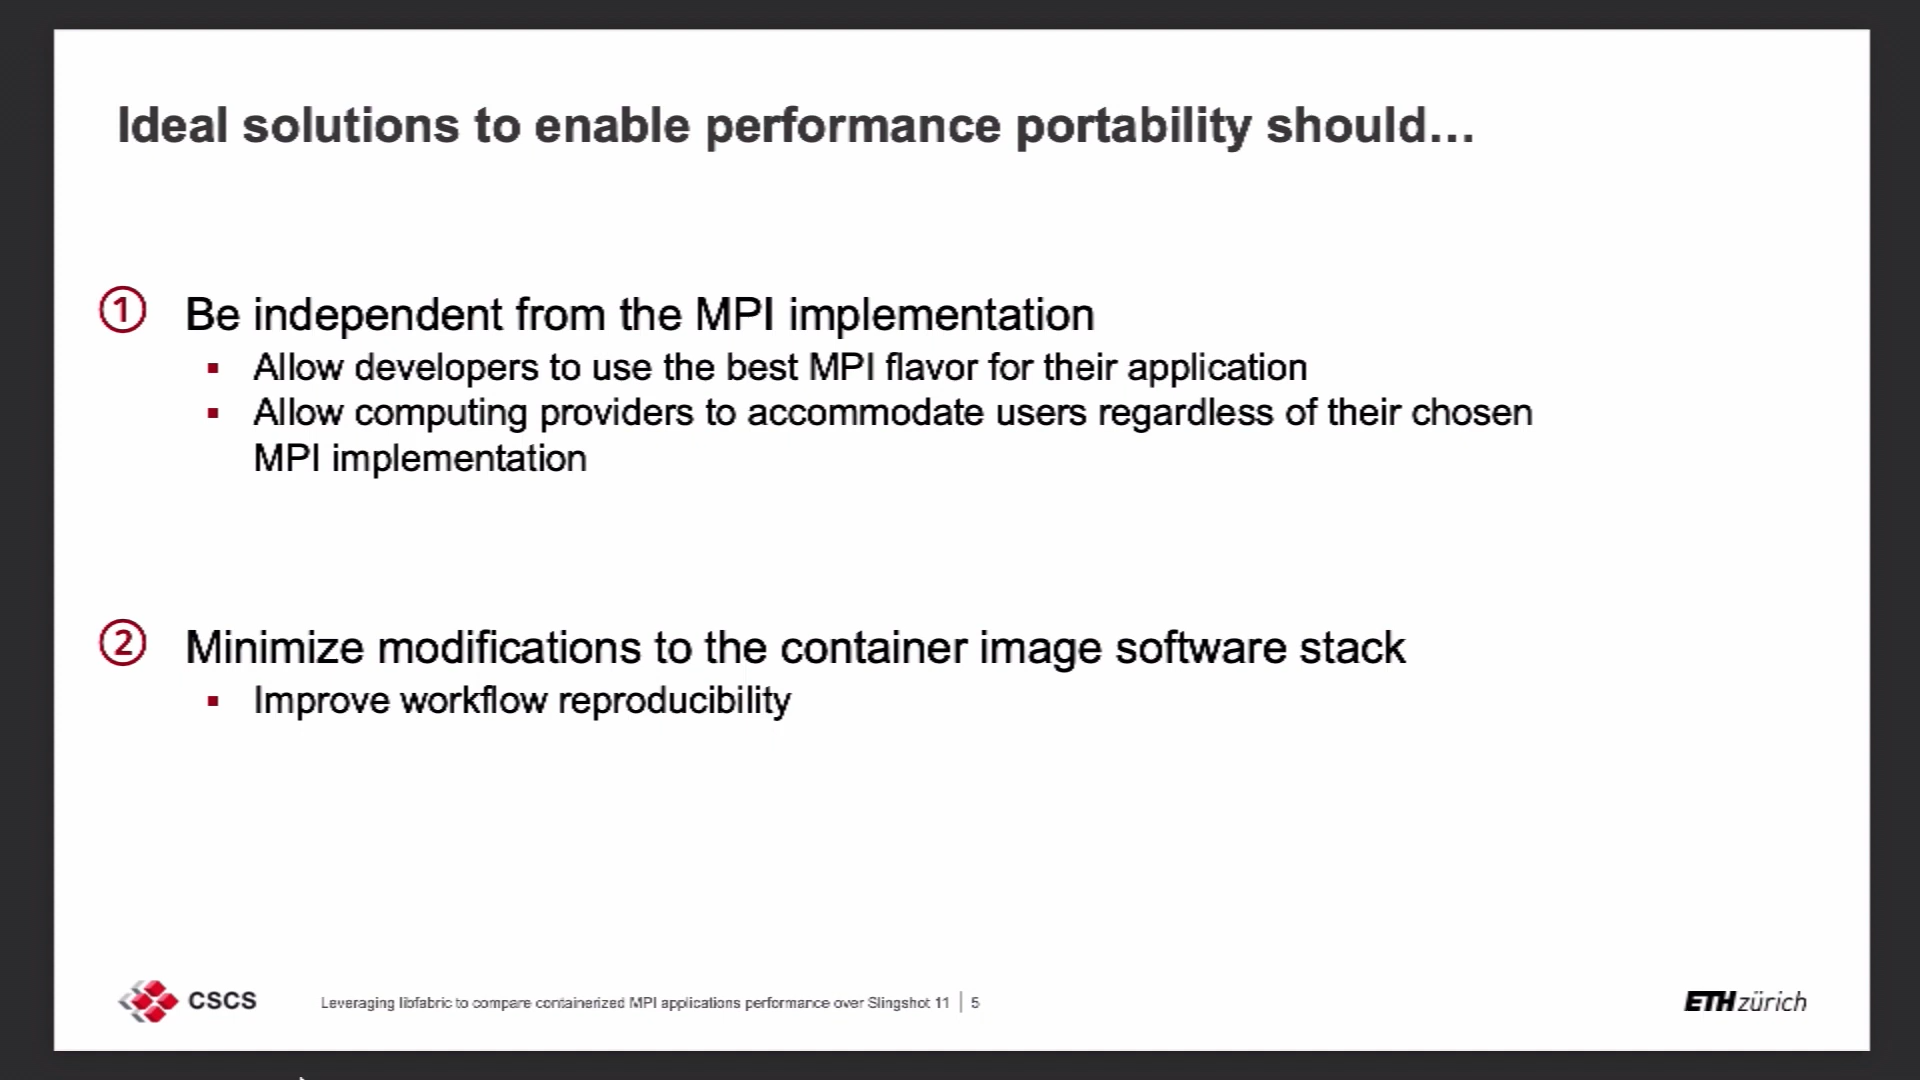 Ideal solutions to enable performance portability should…
① Be independent from the MPI implementation
▪ Allow developers to use the best MPI flavor for their application
▪ Allow computing providers to accommodate users regardless of their chosen
MPI implementation
② Minimize modifications to the container image software stack
▪ Improve workflow reproducibility
CSCS
Leveraging libfabric to compare containerized MPI applications performance over Slingshot 11 | 5
ETH zürich